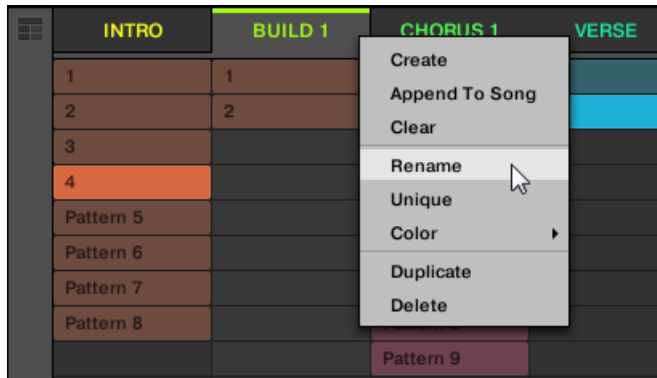 INTRO
BUILD 1
CHORUS 1
VERSE
1
2
3
4
Pattern 5
Pattern 6
Pattern 7
Pattern 8
1
2
Create
Append To Song
Clear
Rename
Unique
Color
Duplicate
Delete
Pattern 9